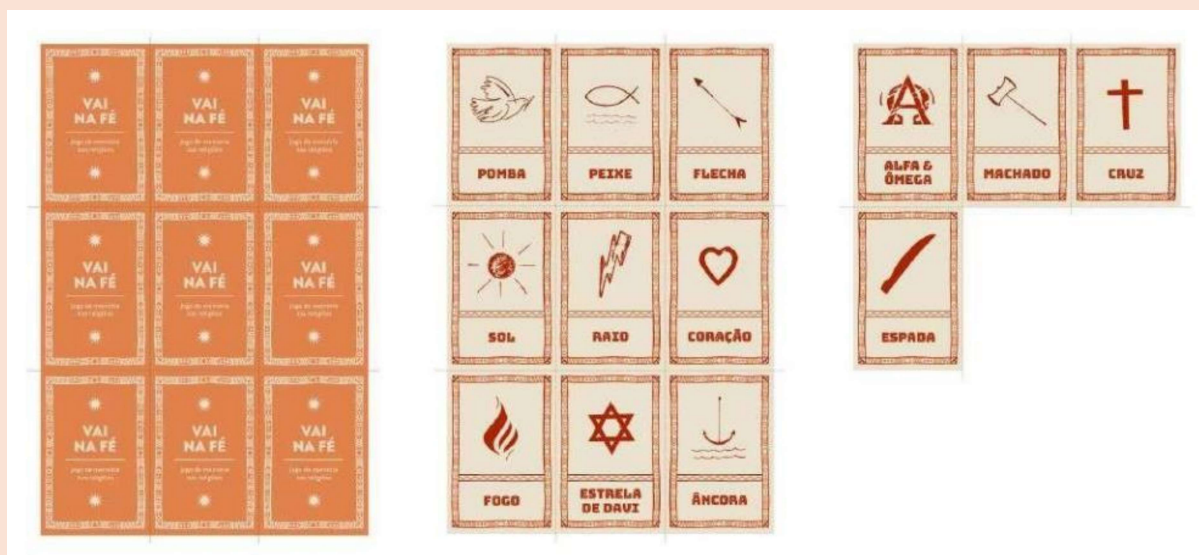 VAI
NA FÉ
VAI
NA FÉ
VAI
NA FÉ
VAI
NA FÉ
VAI
NA FÉ
VAI
NA FÉ
VAI
NA FÉ
VAI
NA FÉ
VAI
NA FÉ
POMBA
PEIXE
FLECHA
SOL
RAIO
CORAÇÃO
FOGO
ESTRELA
DE DAVI
ÂNCORA
ALFA &
ÔMEGA
MACHADO
CRUZ
ESPADA